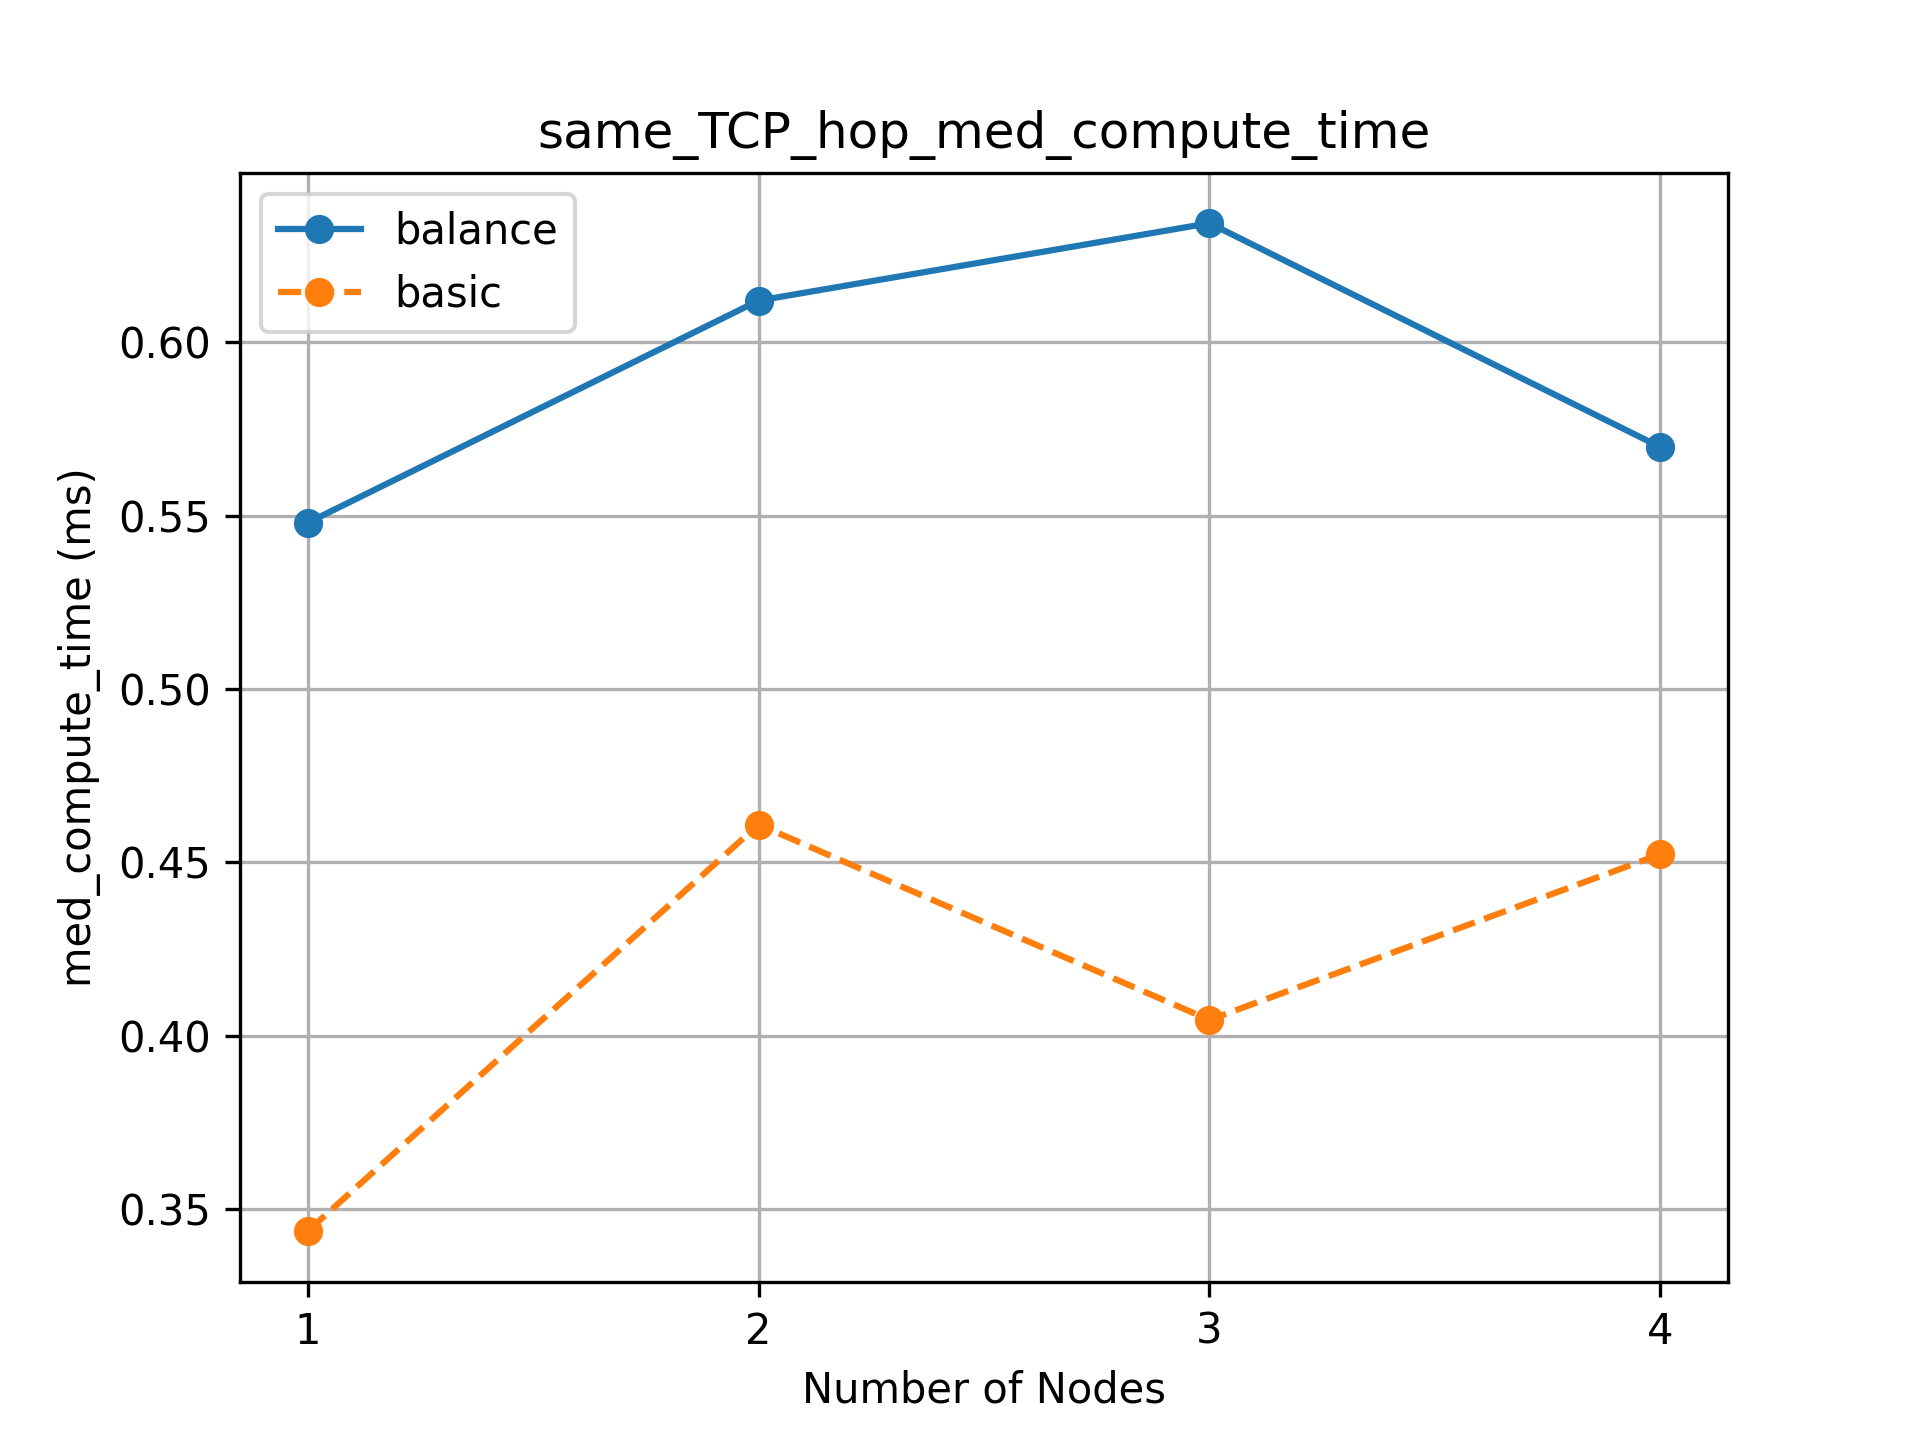 same_TCP_hop_med_compute_time
balance
basic
0.60
0.55
0.50
0.45
0.40
0.35
med_compute_time (ms)
1 2 3 4
Number of Nodes